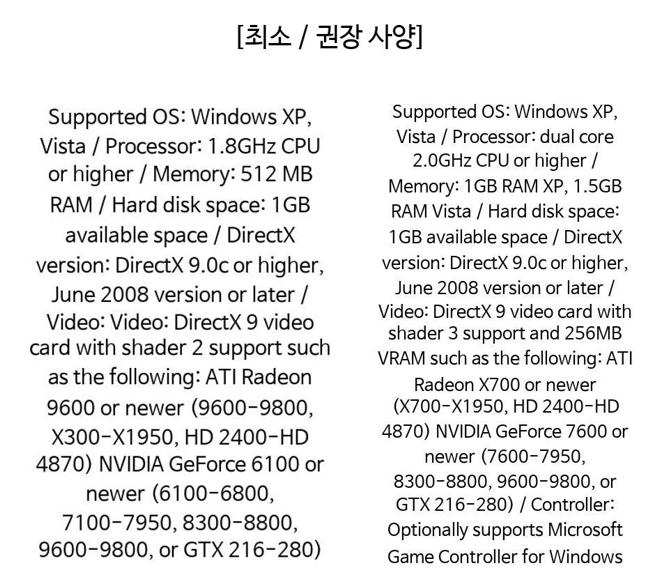 [최소 / 권장 사양]
Supported OS: Windows XP,
Vista / Processor: 1.8GHz CPU
or higher / Memory: 512 MB
RAM / Hard disk space: 1GB
available space / DirectX
version: DirectX 9.0c or higher,
June 2008 version or later /
Video: Video: DirectX 9 video
card with shader 2 support such
as the following: ATI Radeon
9600 or newer (9600-9800,
X300-X1950, HD 2400-HD
4870) NVIDIA GeForce 6100 or
newer (6100-6800,
7100-7950, 8300-8800,
9600-9800, or GTX 216-280)
Supported OS: Windows XP,
Vista / Processor: dual core
2.0GHz CPU or higher /
Memory: 1GB RAM XP, 1.5GB
RAM Vista / Hard disk space:
1GB available space / DirectX
version: DirectX 9.0c or higher,
June 2008 version or later /
Video: DirectX 9 video card with
shader 3 support and 256MB
VRAM such as the following: ATI
Radeon X700 or newer
(X700-X1950, HD 2400-HD
4870) NVIDIA GeForce 7600 or
newer (7600-7950,
8300-8800, 9600-9800, or
GTX 216-280) / Controller:
Optionally supports Microsoft
Game Controller for Windows